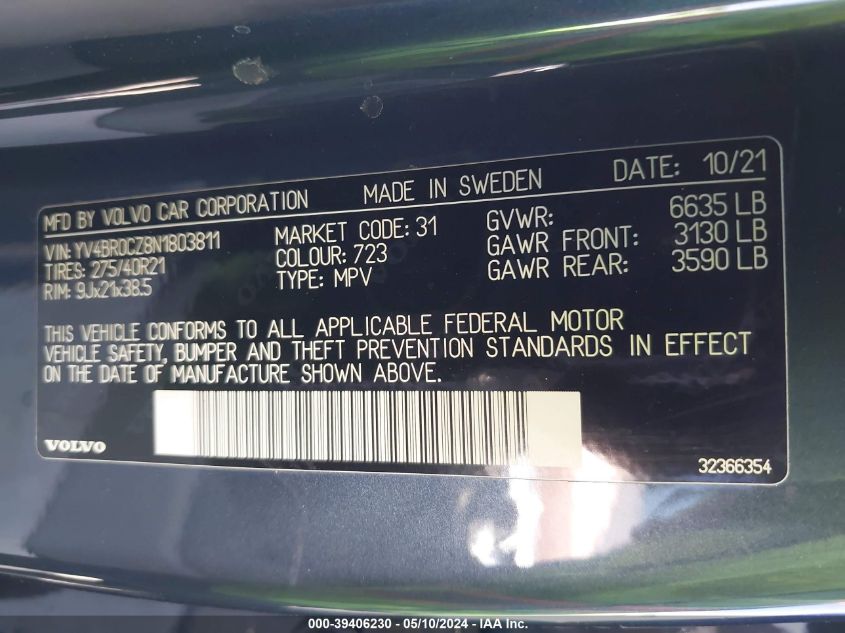 MFD BY VOLVO CAR CORPORATION MADE IN SWEDEN DATE: 10/21
VIN: YV4BR0CZ8N1803811 MARKET CODE: 31 GVWR: 6635 LB
TIRES: 275/40R21 COLOUR: 723 GAWR FRONT: 3130 LB
RIM: 9Jx21x38.5 TYPE: MPV GAWR REAR: 3590 LB
THIS VEHICLE CONFORMS TO ALL APPLICABLE FEDERAL MOTOR
VEHICLE SAFETY, BUMPER AND THEFT PREVENTION STANDARDS IN EFFECT
ON THE DATE OF MANUFACTURE SHOWN ABOVE.
VOLVO
32366354
000-39406230 - 05/10/2024 - IAA Inc.